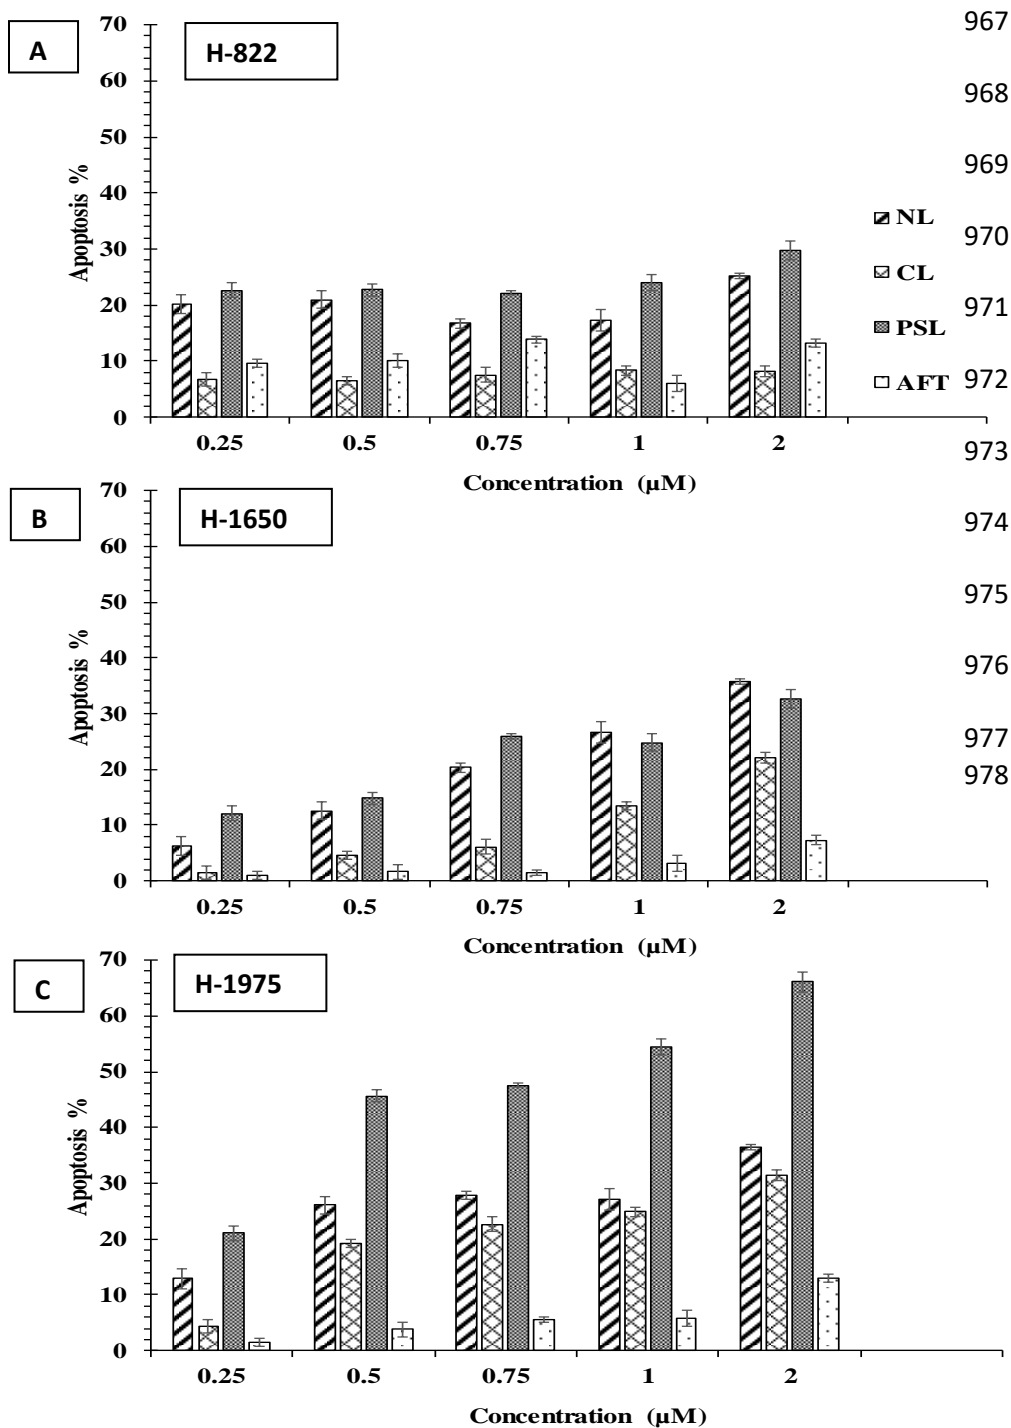 A
H-822
Apoptosis %
70
60
50
40
30
20
10
0
0.25 0.5 0.75 1 2
Concentration (µM)
NL
CL
PSL
AFT
B
H-1650
Apoptosis %
70
60
50
40
30
20
10
0
0.25 0.5 0.75 1 2
Concentration (µM)
C
H-1975
Apoptosis %
70
60
50
40
30
20
10
0
0.25 0.5 0.75 1 2
Concentration (µM)
967
968
969
970
971
972
973
974
975
976
977
978